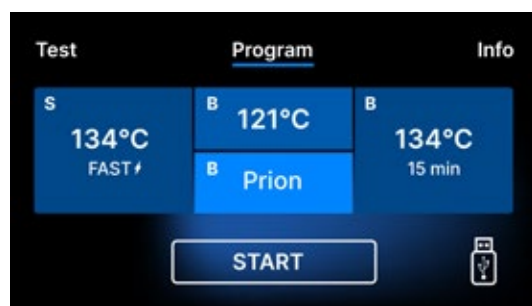 Test Program Info
S
134°C
FAST
B
121°C
B
Prion
B
134°C
15 min
START